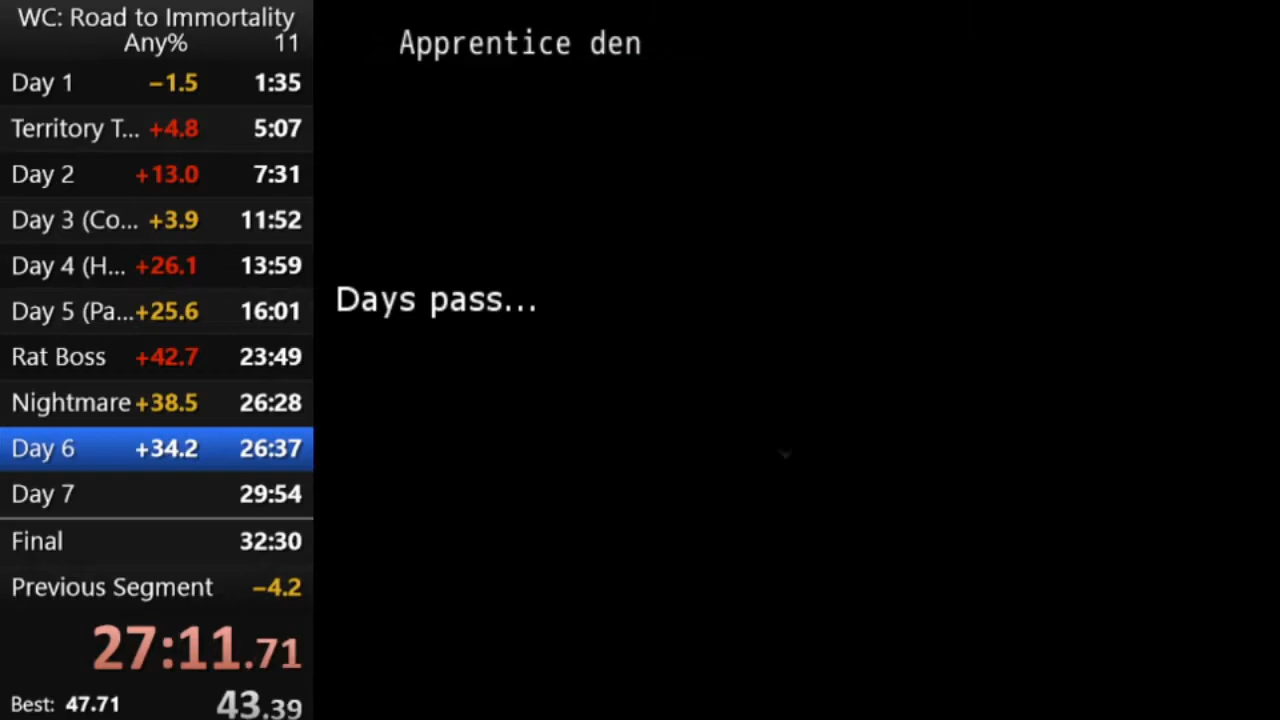 WC: Road to Immortality
Any% 11
Day 1 −1.5 1:35
Territory T... +4.8 5:07
Day 2 +13.0 7:31
Day 3 (Co... +3.9 11:52
Day 4 (H... +26.1 13:59
Day 5 (Pa... +25.6 16:01
Rat Boss +42.7 23:49
Nightmare +38.5 26:28
Day 6 +34.2 26:37
Day 7 29:54
Final 32:30
Previous Segment −4.2
27:11.71
Best: 47.71 43.39
Apprentice den
Days pass...